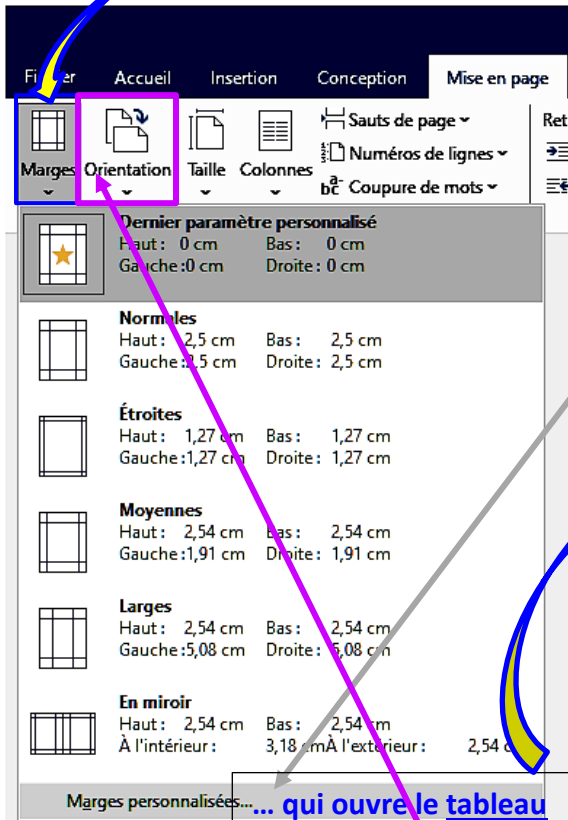 Fichier Accueil Insertion Conception Mise en page
Marges Orientation Taille Colonnes
Sauts de page
Numéros de lignes
Coupure de mots
Ret
Dernier paramètre personnalisé
Haut : 0 cm Bas : 0 cm
Gauche :0 cm Droite : 0 cm
Normales
Haut : 2,5 cm Bas : 2,5 cm
Gauche :2,5 cm Droite : 2,5 cm
Étroites
Haut : 1,27 cm Bas : 1,27 cm
Gauche :1,27 cm Droite : 1,27 cm
Moyennes
Haut : 2,54 cm Bas : 2,54 cm
Gauche :1,91 cm Droite : 1,91 cm
Larges
Haut : 2,54 cm Bas : 2,54 cm
Gauche :5,08 cm Droite : 5,08 cm
En miroir
Haut : 2,54 cm Bas : 2,54 cm
À l'intérieur : 3,18 cm À l'extérieur : 2,54 cm
Marges personnalisées...
... qui ouvre le tableau